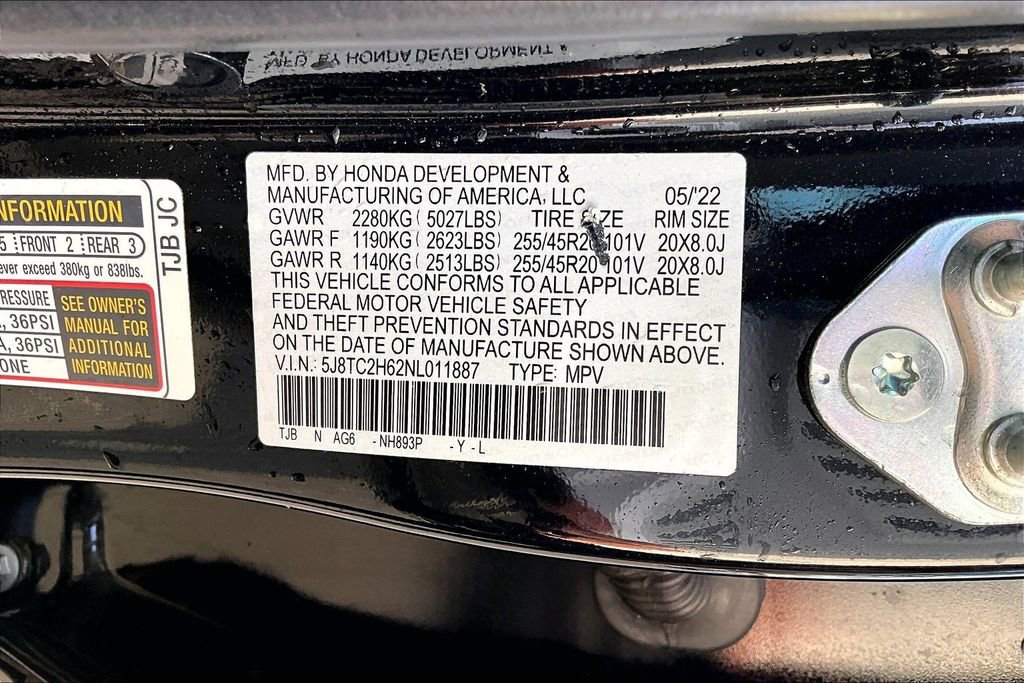 MFD. BY HONDA DEVELOPMENT
NFORMATION
5 FRONT 2 REAR 3
ever exceed 380kg or 838lbs.
RESSURE
36PSI
36PSI
ONE
SEE OWNER'S
MANUAL FOR
ADDITIONAL
INFORMATION
TJB JC
MFD. BY HONDA DEVELOPMENT &
MANUFACTURING OF AMERICA, LLC 05/'22
GVWR 2280KG ( 5027LBS) TIRE SIZE RIM SIZE
GAWR F 1190KG ( 2623LBS) 255/45R20 101V 20X8.0J
GAWR R 1140KG ( 2513LBS) 255/45R20 101V 20X8.0J
THIS VEHICLE CONFORMS TO ALL APPLICABLE
FEDERAL MOTOR VEHICLE SAFETY
AND THEFT PREVENTION STANDARDS IN EFFECT
ON THE DATE OF MANUFACTURE SHOWN ABOVE.
V.I.N.: 5J8TC2H62NL011887 TYPE: MPV
TJB N AG6 -NH893P -Y-L